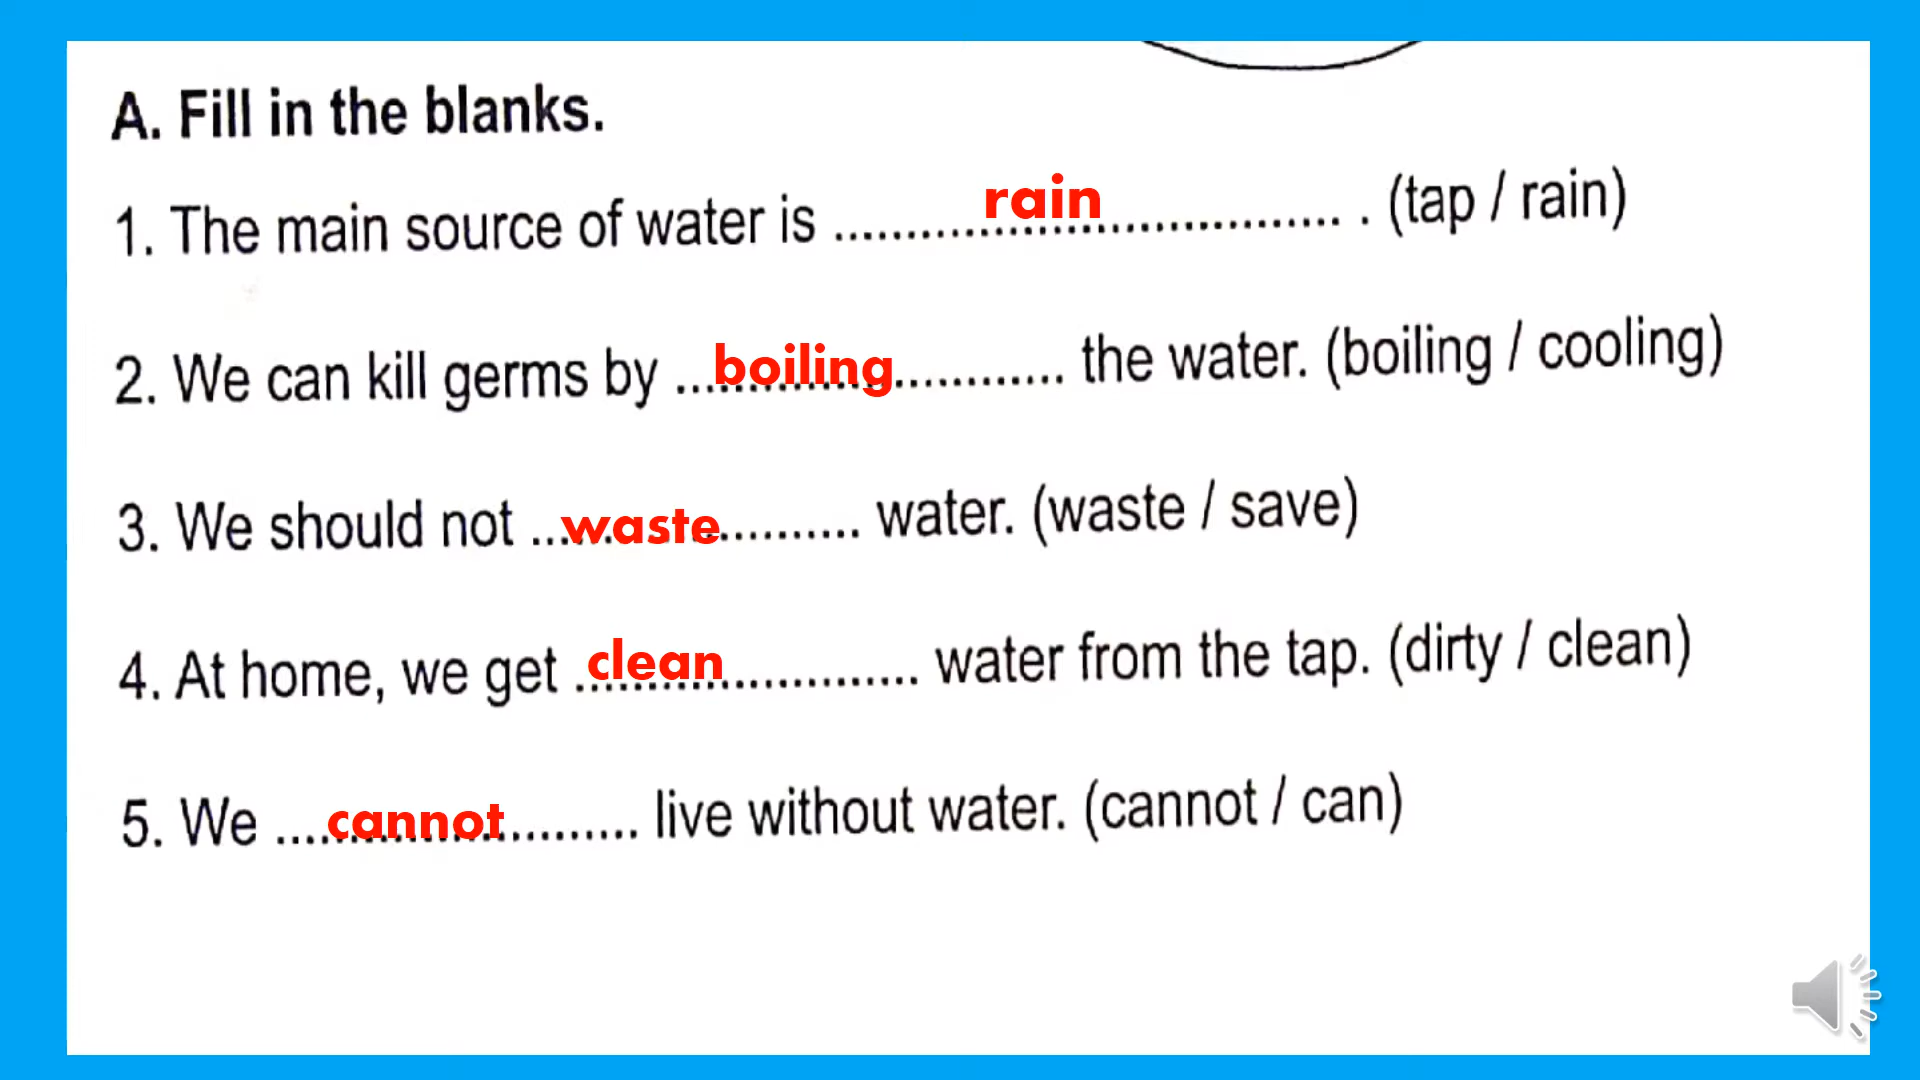 A. Fill in the blanks.
1. The main source of water is ......rain...... . (tap / rain)
2. We can kill germs by ...boiling............ the water. (boiling / cooling)
3. We should not ...waste.......... water. (waste / save)
4. At home, we get ..clean.............. water from the tap. (dirty / clean)
5. We ....cannot.......... live without water. (cannot / can)